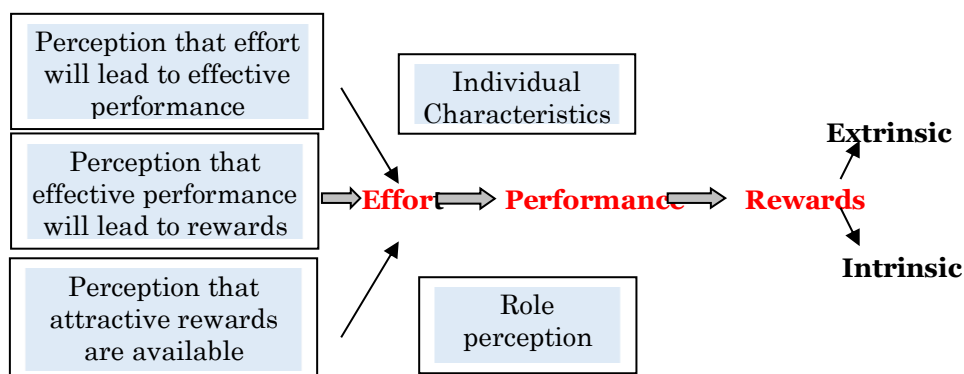 Perception that effort
will lead to effective
performance
Individual
Characteristics
Extrinsic
Perception that
effective performance
will lead to rewards
Effort
Performance
Rewards
Intrinsic
Perception that
attractive rewards
are available
Role
perception